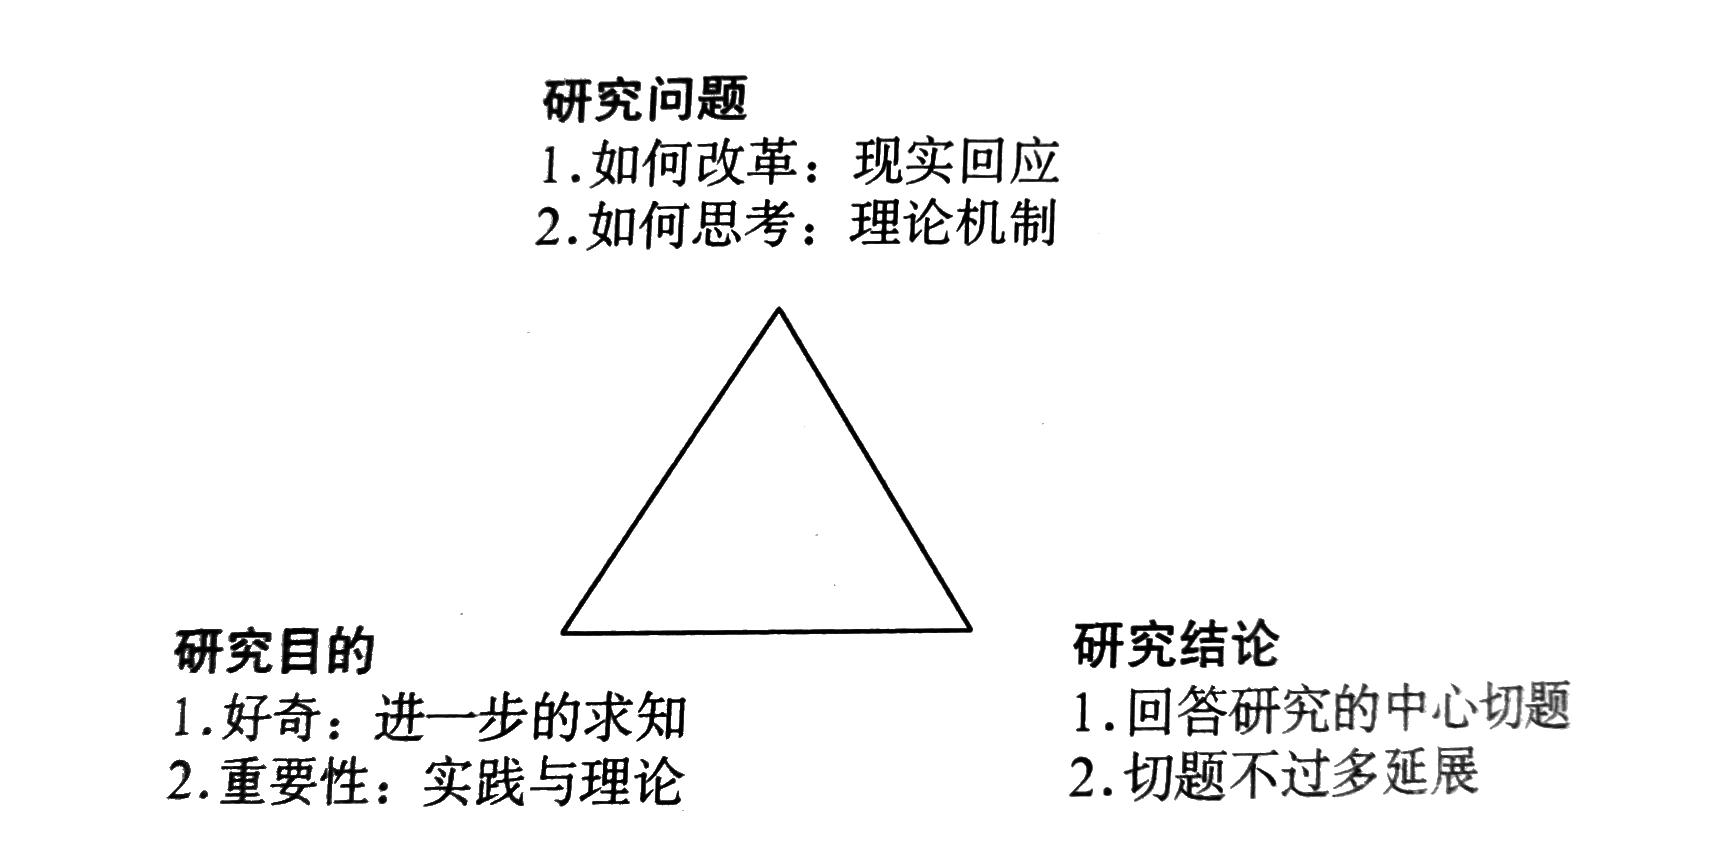 研究问题
1.如何改革：现实回应
2.如何思考：理论机制
研究目的
1.好奇：进一步的求知
2.重要性：实践与理论
研究结论
1.回答研究的中心切题
2.切题不过多延展